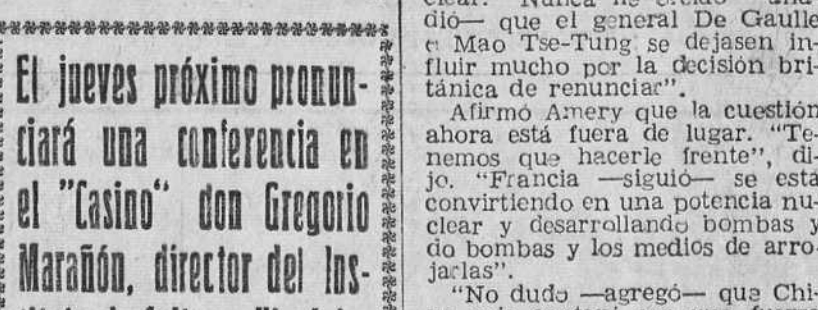 El jueves próximo pronun-
ciará una conferencia en
el "Casino" don Gregorio
Marañón, director del Ins-
dió— que el general De Gaulle
o Mao Tse-Tung se dejasen in-
fluir mucho por la decisión bri-
tánica de renunciar".
Afirmó Amery que la cuestión
ahora está fuera de lugar. "Te-
nemos que hacerle frente", di-
jo. "Francia —siguió— se está
convirtiendo en una potencia nu-
clear y desarrollando bombas y
do bombas y los medios de arro-
jarlas".
"No dudo —agregó— que Chi-